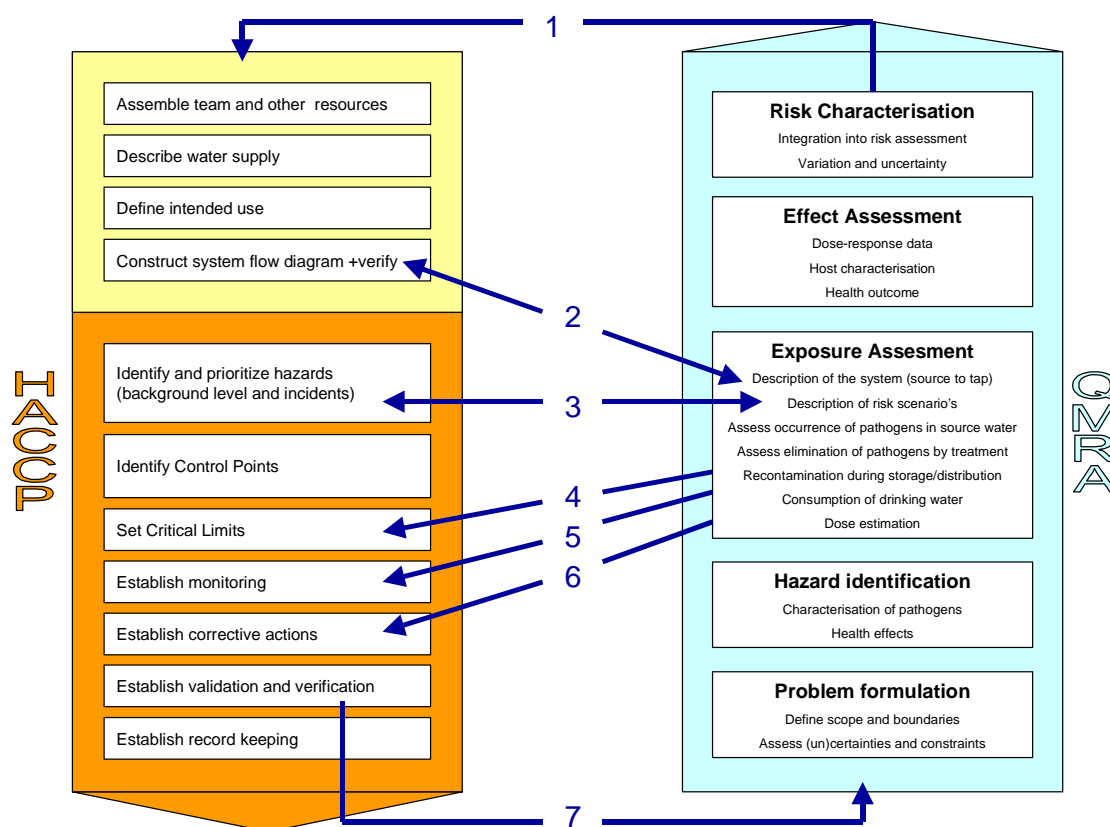 1
HACCP
Assemble team and other resources
Describe water supply
Define intended use
Construct system flow diagram +verify
Identify and prioritize hazards
(background level and incidents)
Identify Control Points
Set Critical Limits
Establish monitoring
Establish corrective actions
Establish validation and verification
Establish record keeping
2
3
4
5
6
7
Risk Characterisation
Integration into risk assessment
Variation and uncertainty
Effect Assessment
Dose-response data
Host characterisation
Health outcome
Exposure Assesment
Description of the system (source to tap)
Description of risk scenario's
Assess occurrence of pathogens in source water
Assess elimination of pathogens by treatment
Recontamination during storage/distribution
Consumption of drinking water
Dose estimation
Hazard identification
Characterisation of pathogens
Health effects
Problem formulation
Define scope and boundaries
Assess (un)certainties and constraints
QMRA